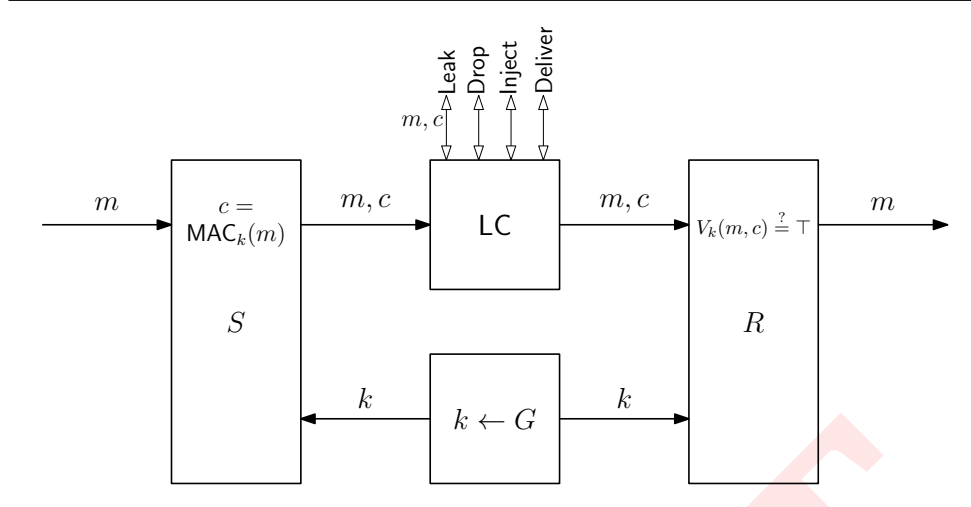 Leak
Drop
Inject
Deliver
m, c
m
c =
MAC_k(m)
m, c
LC
m, c
V_k(m, c) ≟ ⊤
m
S
R
k
k ← G
k